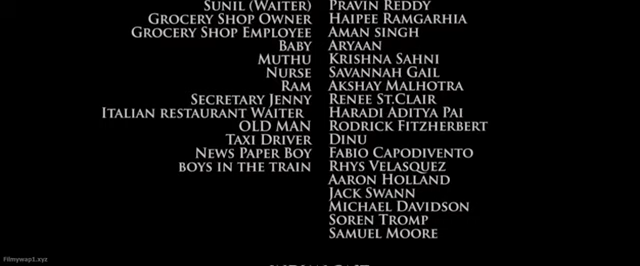 Sunil (Waiter) Pravin Reddy
Grocery Shop Owner Haipee Ramgarhia
Grocery Shop Employee Aman singh
Baby Aryaan
Muthu Krishna Sahni
Nurse Savannah Gail
Ram Akshay Malhotra
Secretary Jenny Renee St.Clair
Italian restaurant Waiter Haradi Aditya Pai
OLD MAN Rodrick Fitzherbert
Taxi Driver Dinu
News Paper Boy Fabio Capodivento
boys in the train Rhys Velasquez
Aaron Holland
Jack Swann
Michael Davidson
Soren Tromp
Samuel Moore
Filmywap1.xyz